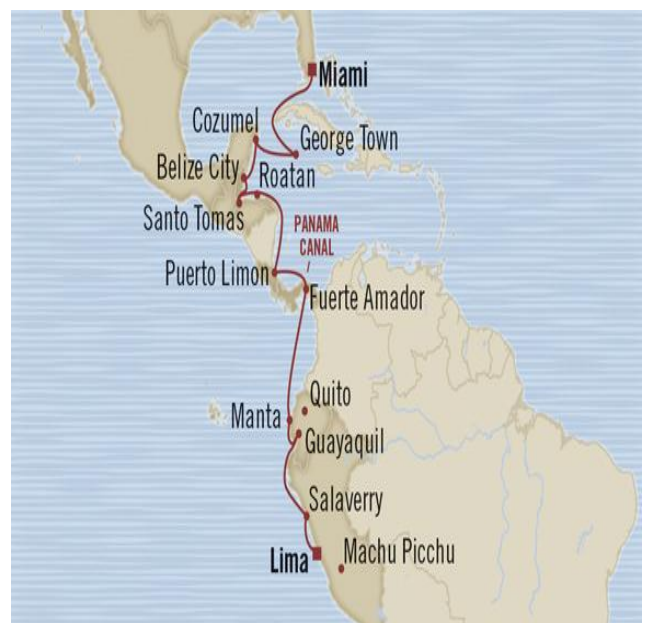 Miami
Cozumel
George Town
Belize City
Roatan
Santo Tomas
PANAMA
CANAL
Puerto Limon
Fuerte Amador
Quito
Manta
Guayaquil
Salaverry
Lima
Machu Picchu